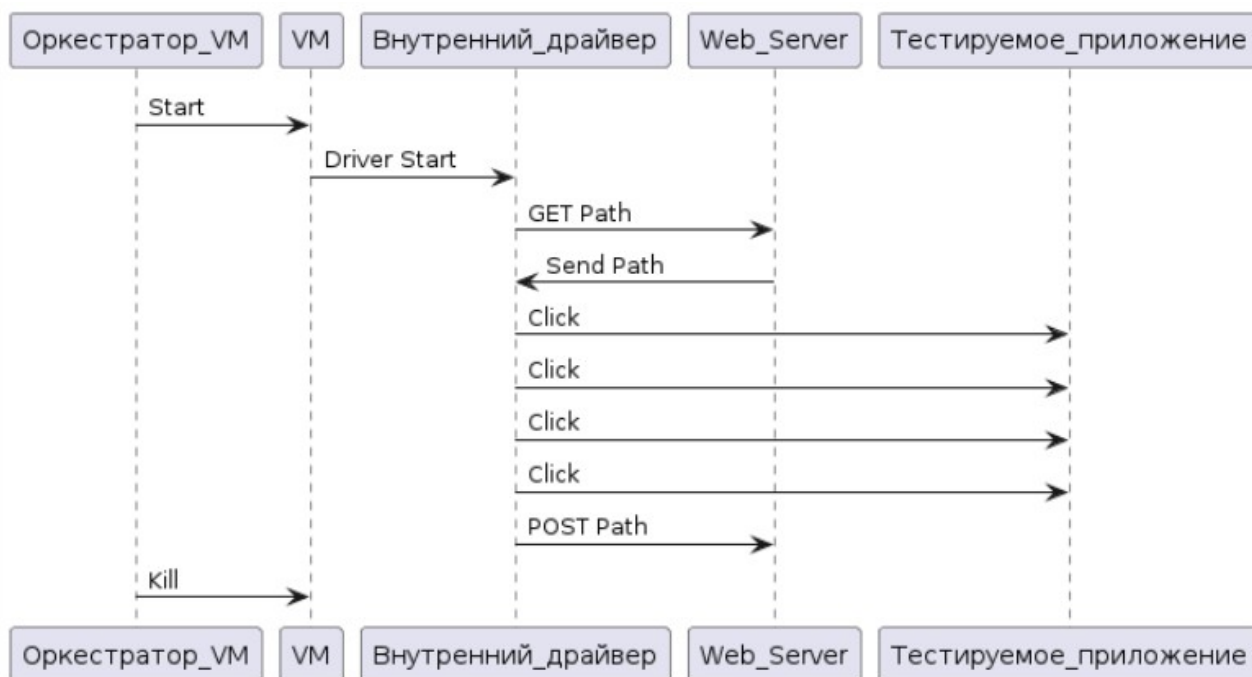 Оркестратор_VM VM Внутренний_драйвер Web_Server Тестируемое_приложение
Start
Driver Start
GET Path
Send Path
Click
Click
Click
Click
POST Path
Kill
Оркестратор_VM VM Внутренний_драйвер Web_Server Тестируемое_приложение